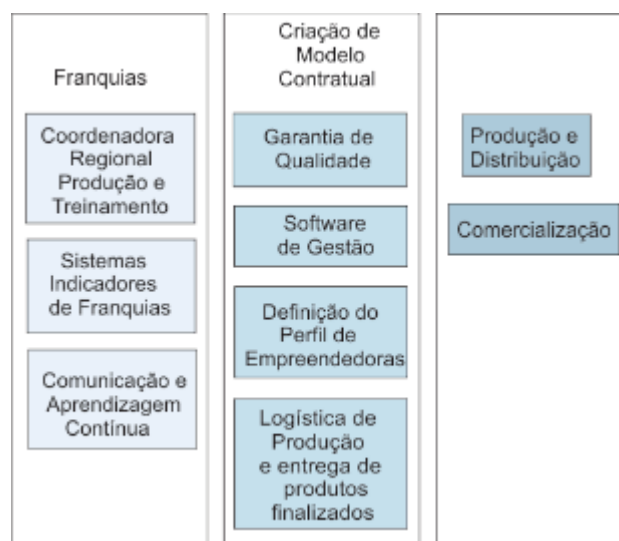 Franquias
Coordenadora
Regional
Produção e
Treinamento
Sistemas
Indicadores
de Franquias
Comunicação e
Aprendizagem
Contínua
Criação de
Modelo
Contratual
Garantia de
Qualidade
Software
de Gestão
Definição do
Perfil de
Empreendedoras
Logística de
Produção
e entrega de
produtos
finalizados
Produção e
Distribuição
Comercialização